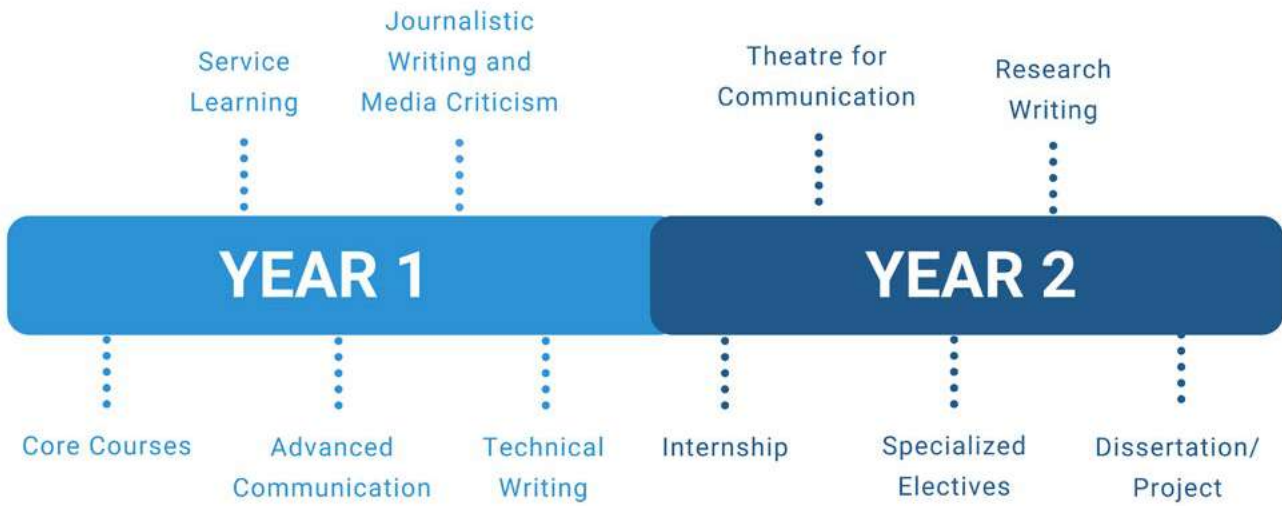 Service
Learning
Journalistic
Writing and
Media Criticism
Theatre for
Communication
Research
Writing
YEAR 1
YEAR 2
Core Courses
Advanced
Communication
Technical
Writing
Internship
Specialized
Electives
Dissertation/
Project